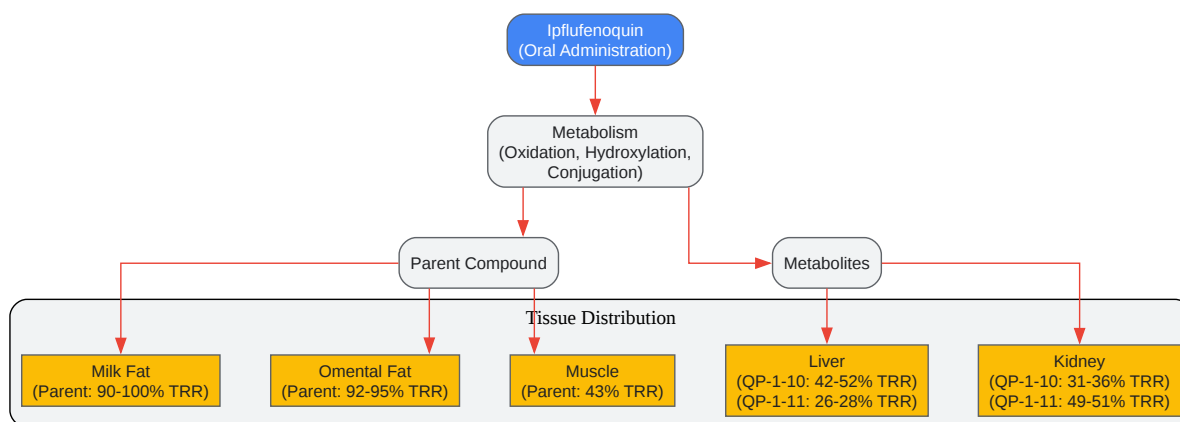 Ipflufenoquin
(Oral Administration)
Metabolism
(Oxidation, Hydroxylation,
Conjugation)
Parent Compound
Metabolites
Tissue Distribution
Milk Fat
(Parent: 90-100% TRR)
Omental Fat
(Parent: 92-95% TRR)
Muscle
(Parent: 43% TRR)
Liver
(QP-1-10: 42-52% TRR)
(QP-1-11: 26-28% TRR)
Kidney
(QP-1-10: 31-36% TRR)
(QP-1-11: 49-51% TRR)